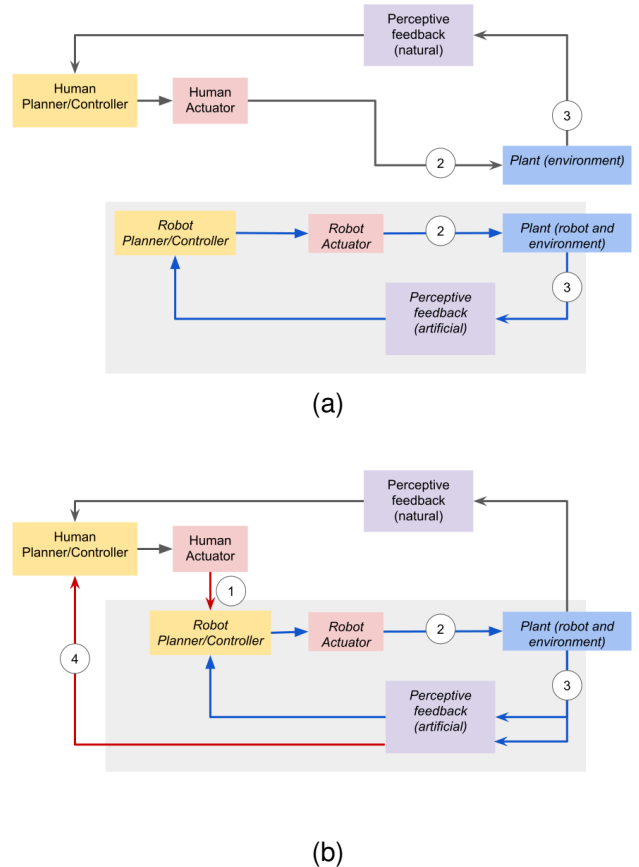 Perceptive
feedback
(natural)
Human
Planner/Controller
Human
Actuator
3
2
Plant (environment)
Robot
Planner/Controller
Robot
Actuator
2
Plant (robot and
environment)
3
Perceptive
feedback
(artificial)
(a)
Perceptive
feedback
(natural)
Human
Planner/Controller
Human
Actuator
1
Robot
Planner/Controller
Robot
Actuator
2
Plant (robot and
environment)
4
3
Perceptive
feedback
(artificial)
(b)